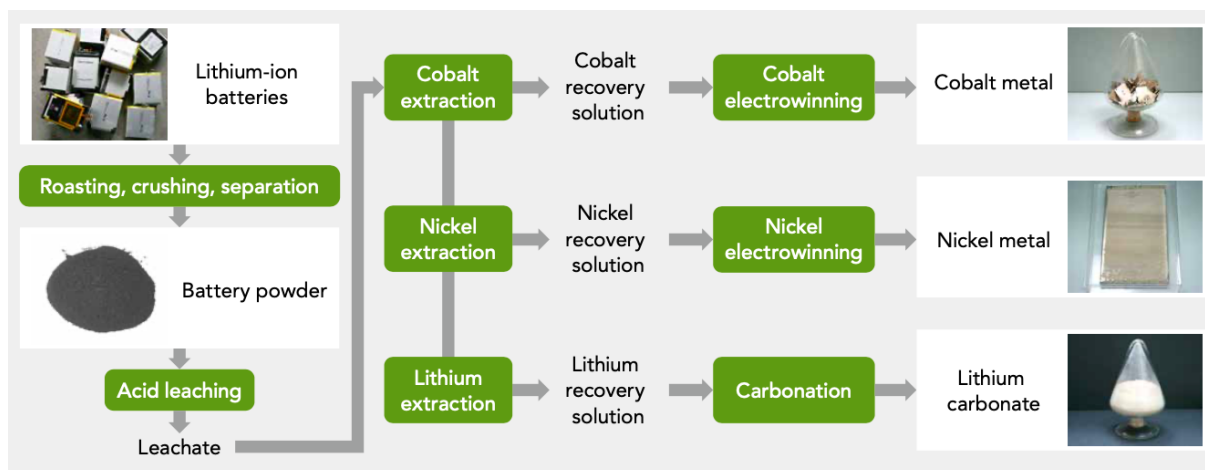 Lithium-ion
batteries
Roasting, crushing, separation
Battery powder
Acid leaching
Leachate
Cobalt
extraction
Cobalt
recovery
solution
Cobalt
electrowinning
Cobalt metal
Nickel
extraction
Nickel
recovery
solution
Nickel
electrowinning
Nickel metal
Lithium
extraction
Lithium
recovery
solution
Carbonation
Lithium
carbonate